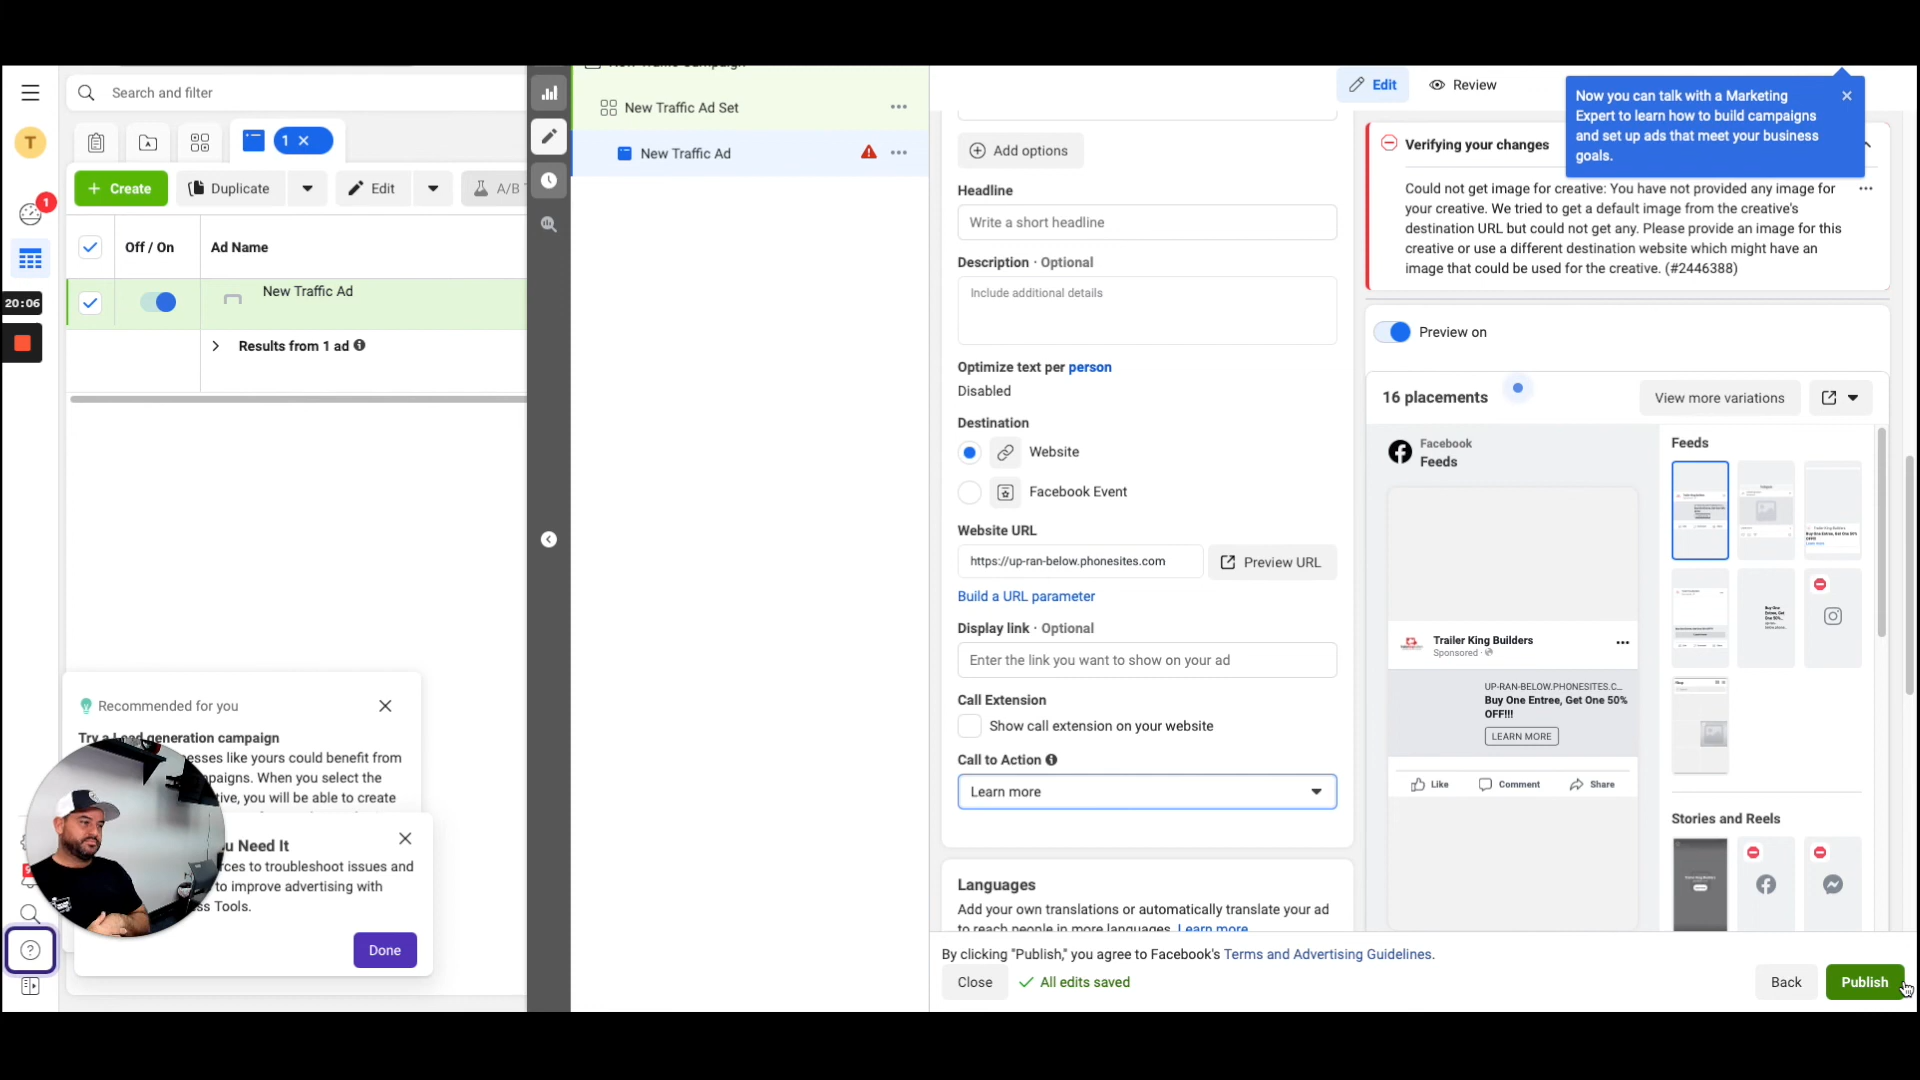 Search and filter
T
1
1
Create
Duplicate
Edit
A/B
Off / On
Ad Name
New Traffic Ad
Results from 1 ad
20:06
Recommended for you
Try a Lead generation campaign
esses like yours could benefit from
paigns. When you select the
tive, you will be able to create
u Need It
rces to troubleshoot issues and
to improve advertising with
ss Tools.
Done
New Traffic Ad Set
New Traffic Ad
Edit
Review
Add options
Headline
Write a short headline
Description · Optional
Include additional details
Optimize text per person
Disabled
Destination
Website
Facebook Event
Website URL
https://up-ran-below.phonesites.com
Preview URL
Build a URL parameter
Display link · Optional
Enter the link you want to show on your ad
Call Extension
Show call extension on your website
Call to Action
Learn more
Languages
Add your own translations or automatically translate your ad
to reach people in more languages. Learn more
By clicking "Publish," you agree to Facebook's Terms and Advertising Guidelines.
Close
All edits saved
Back
Publish
Now you can talk with a Marketing
Expert to learn how to build campaigns
and set up ads that meet your business
goals.
Verifying your changes
Could not get image for creative: You have not provided any image for
your creative. We tried to get a default image from the creative's
destination URL but could not get any. Please provide an image for this
creative or use a different destination website which might have an
image that could be used for the creative. (#2446388)
Preview on
16 placements
View more variations
Facebook
Feeds
Trailer King Builders
Sponsored ·
UP-RAN-BELOW.PHONESITES.C...
Buy One Entree, Get One 50%
OFF!!!
LEARN MORE
Like
Comment
Share
Feeds
Stories and Reels